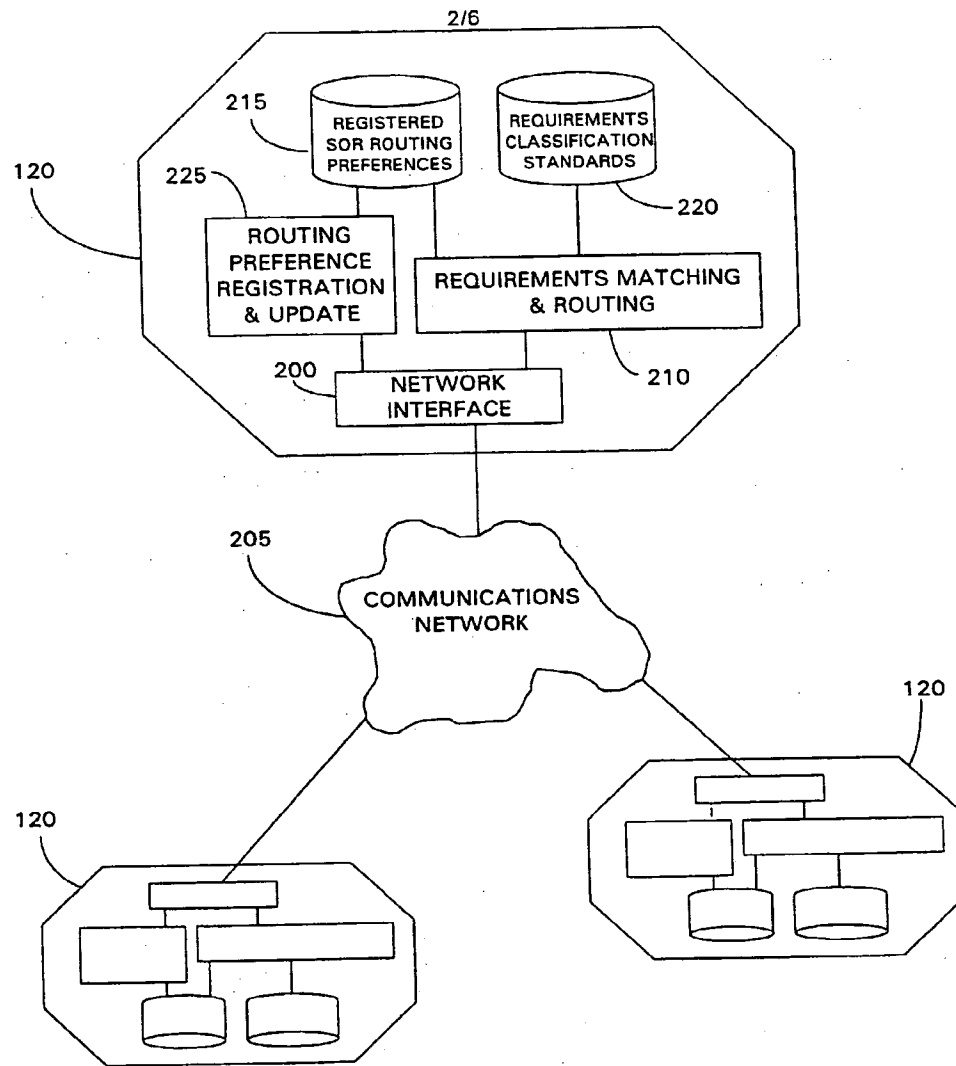 2/6
215
REGISTERED
SOR ROUTING
PREFERENCES
REQUIREMENTS
CLASSIFICATION
STANDARDS
120
225
220
ROUTING
PREFERENCE
REGISTRATION
& UPDATE
REQUIREMENTS MATCHING
& ROUTING
200
210
NETWORK
INTERFACE
205
COMMUNICATIONS
NETWORK
120
120